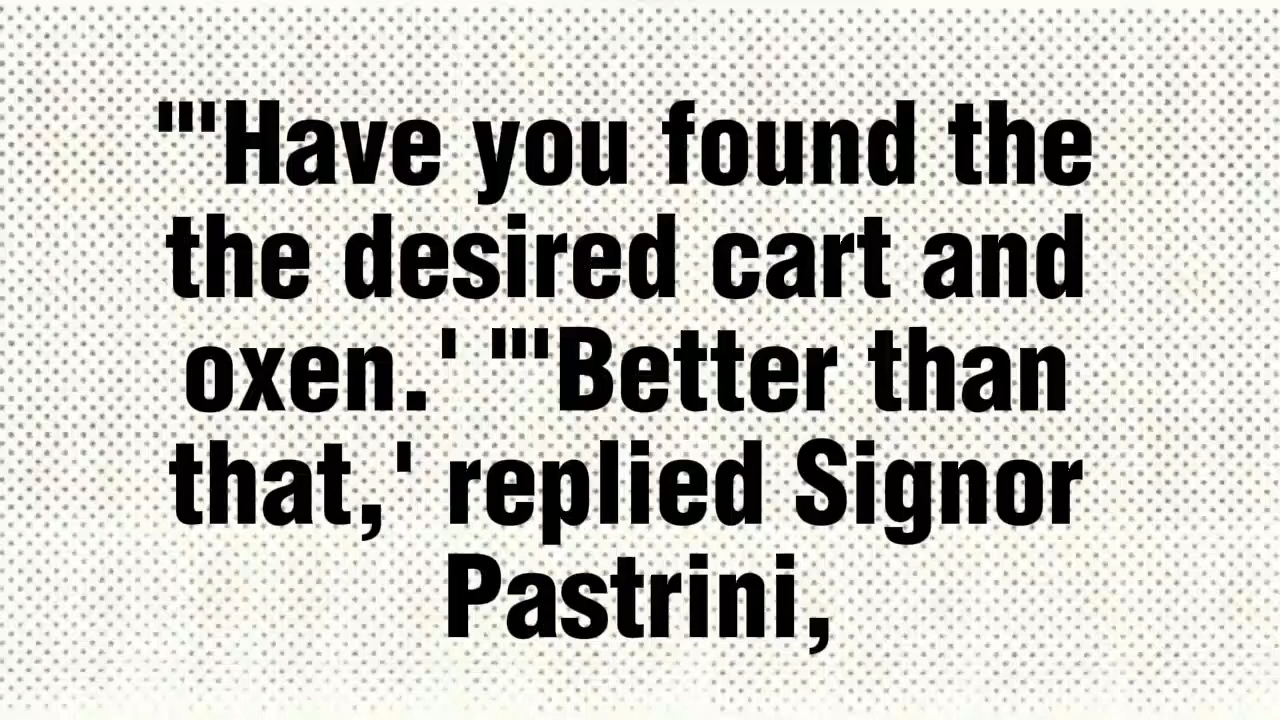 "'Have you found the
the desired cart and
oxen.' "'Better than
that,' replied Signor
Pastrini,